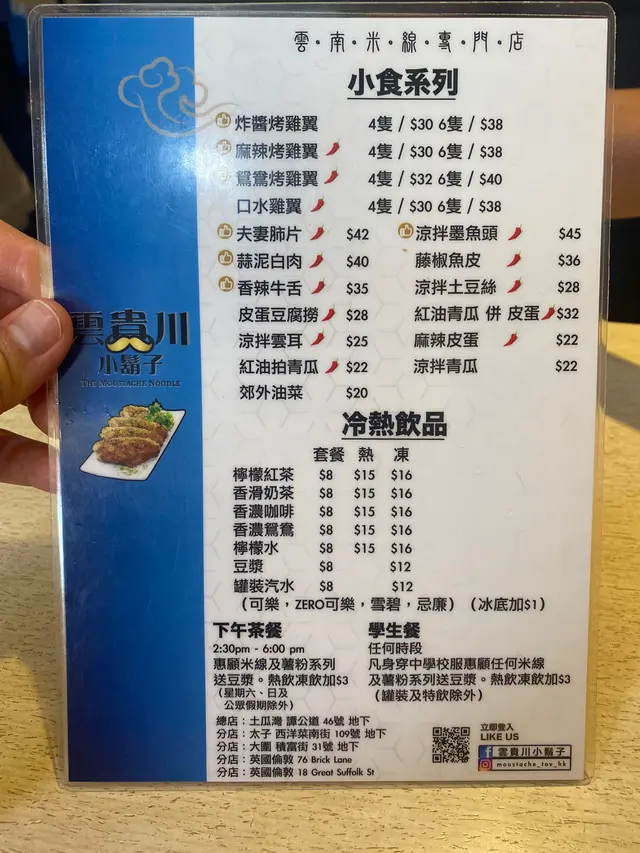 雲・南・米・線・專・門・店
小食系列
炸醬烤雞翼 4隻 / $30 6隻 / $38
麻辣烤雞翼 4隻 / $30 6隻 / $38
鴛鴦烤雞翼 4隻 / $32 6隻 / $40
口水雞翼 4隻 / $30 6隻 / $38
夫妻肺片 $42 涼拌墨魚頭 $45
蒜泥白肉 $40 藤椒魚皮 $36
香辣牛舌 $35 涼拌土豆絲 $28
皮蛋豆腐撈 $28 紅油青瓜 併 皮蛋 $32
涼拌雲耳 $25 麻辣皮蛋 $22
紅油拍青瓜 $22 涼拌青瓜 $22
郊外油菜 $20
雲貴川
小鬍子
THE MOUSTACHE NOODLE
冷熱飲品
套餐 熱 凍
檸檬紅茶 $8 $15 $16
香滑奶茶 $8 $15 $16
香濃咖啡 $8 $15 $16
香濃鴛鴦 $8 $15 $16
檸檬水 $8 $15 $16
豆漿 $8 $12
罐裝汽水 $8 $12
（可樂，ZERO可樂，雪碧，忌廉）（冰底加$1）
下午茶餐
2:30pm - 6:00 pm
惠顧米線及薯粉系列
送豆漿。熱飲凍飲加$3
（星期六、日及
公眾假期除外）
學生餐
任何時段
凡身穿中學校服惠顧任何米線
及薯粉系列送豆漿。熱飲凍飲加$3
（罐裝及特飲除外）
總店：土瓜灣 譚公道 46號 地下
分店：太子 西洋菜南街 109號 地下
分店：大圍 積富街 31號 地下
分店：英國倫敦 76 Brick Lane
分店：英國倫敦 18 Great Suffolk St
立即登入
LIKE US
f 雲貴川小鬍子
moustache_tov_hk